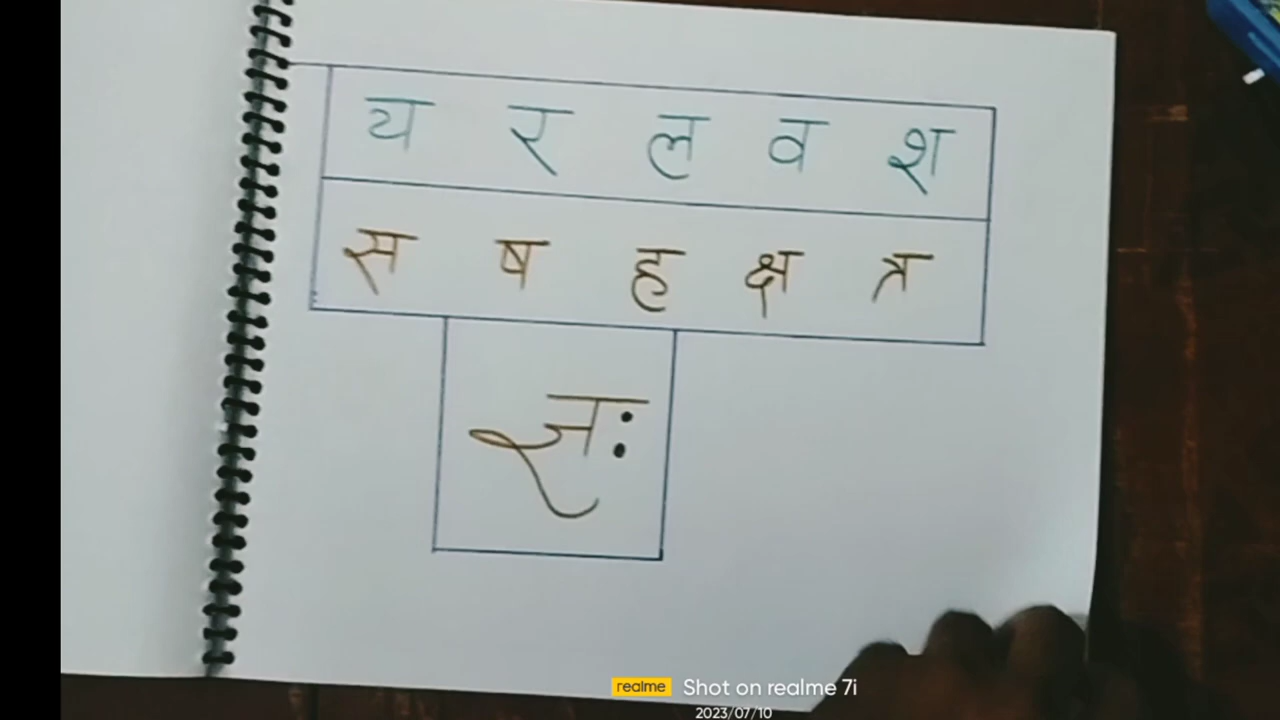 य र ल व श
स ष ह क्ष त्र
ज्ञः
realme Shot on realme 7i
2023/07/10